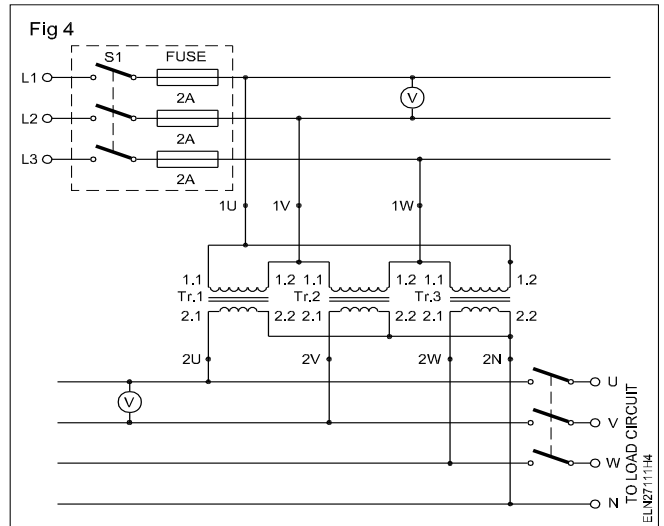 Fig 4
S1 FUSE
L1
2A
V
L2
2A
L3
2A
1U 1V 1W
1.1 1.2 1.1 1.2 1.1 1.2
Tr.1 Tr.2 Tr.3
2.1 2.2 2.1 2.2 2.1 2.2
2U 2V 2W 2N
U
V
V
W
N
TO LOAD CIRCUIT
ELN27111H4